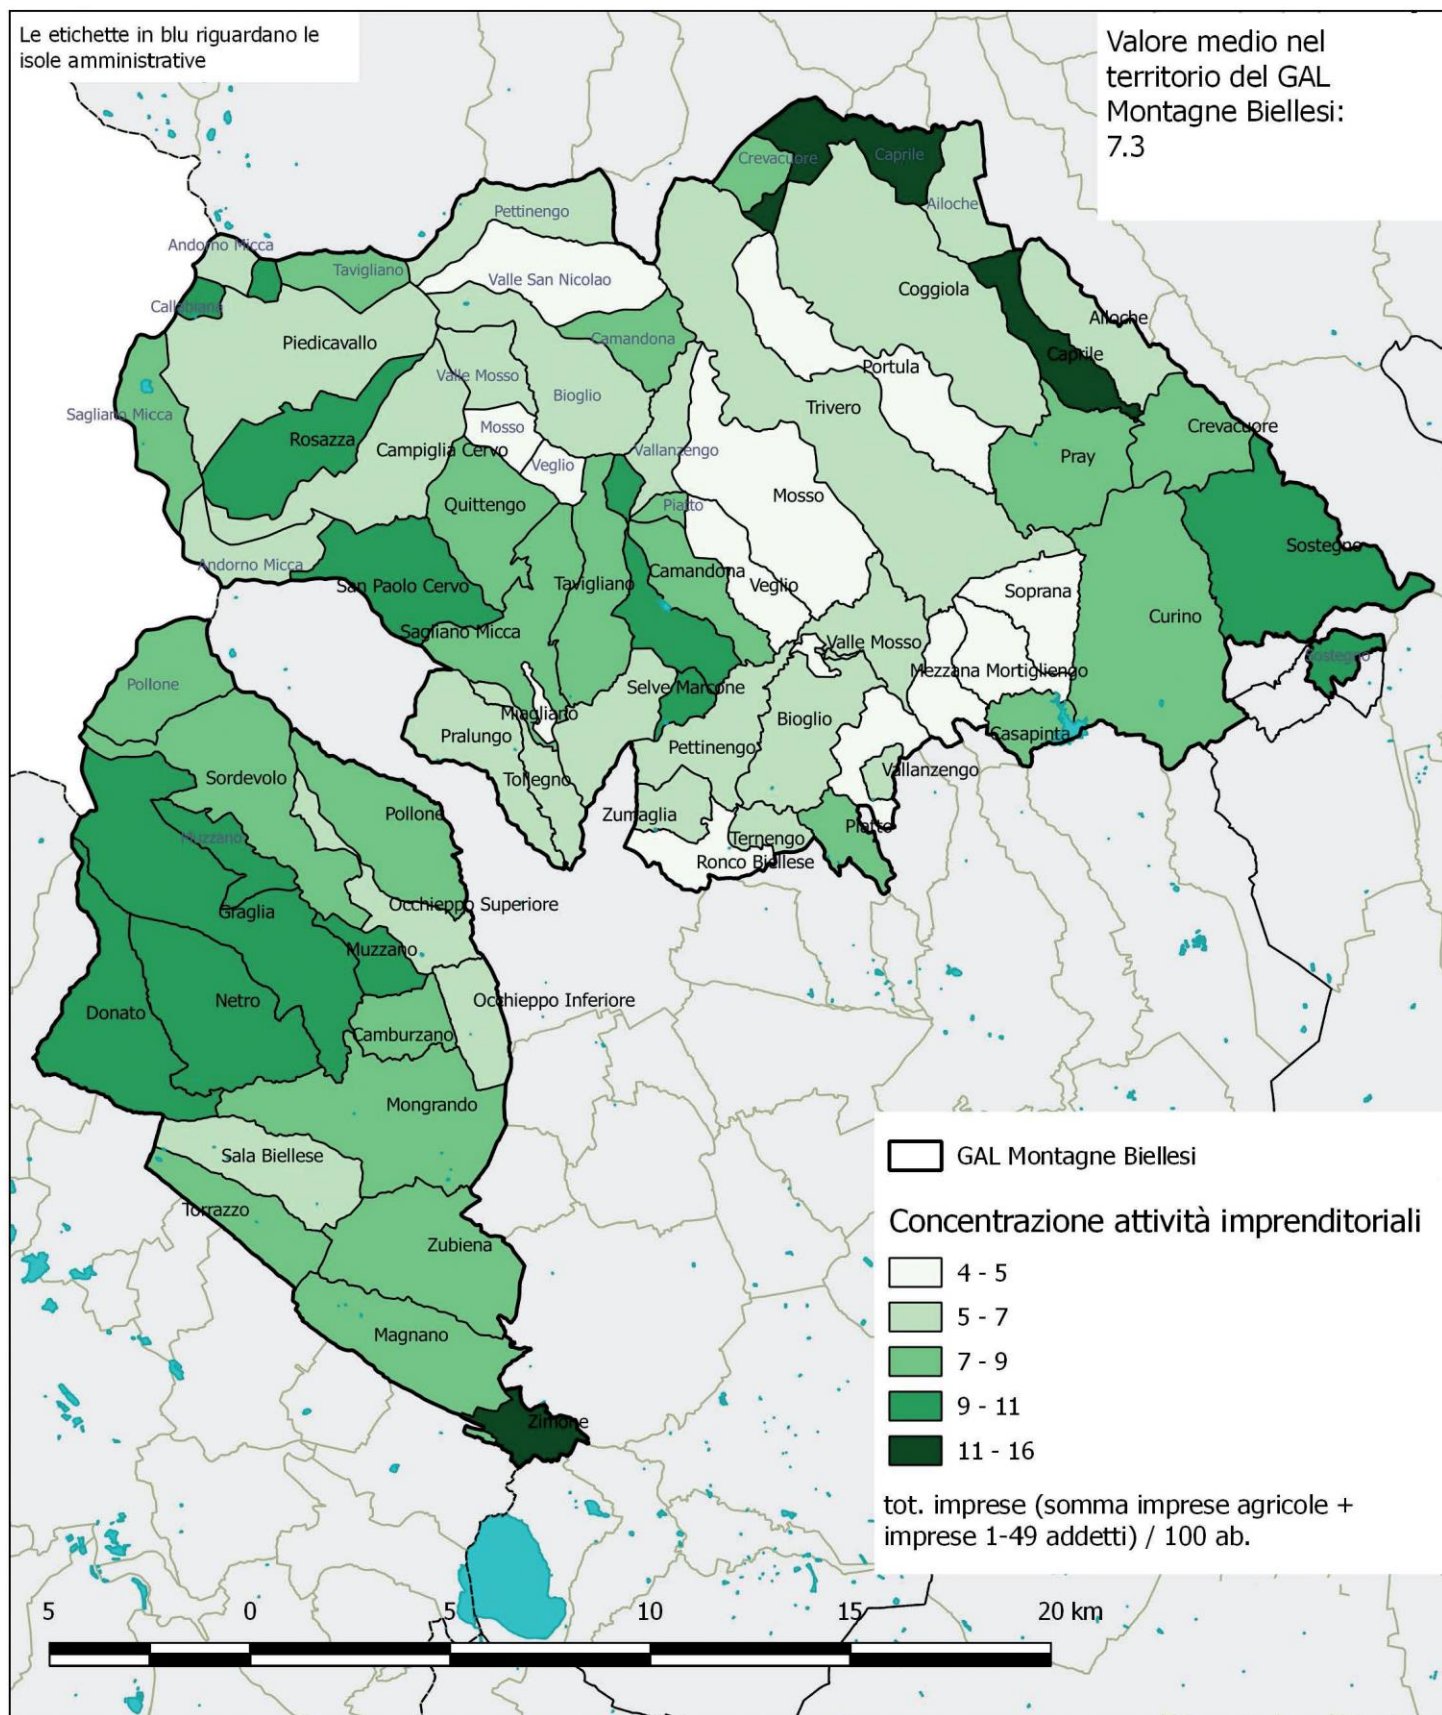 Le etichette in blu riguardano le
isole amministrative
Valore medio nel
territorio del GAL
Montagne Biellesi:
7.3
Crevacuore
Caprile
Ailoche
Pettinengo
Andorno Micca
Tavigliano
Valle San Nicolao
Callabiana
Coggiola
Ailoche
Piedicavallo
Camandona
Caprile
Portula
Valle Mosso
Bioglio
Trivero
Sagliano Micca
Mosso
Crevacuore
Rosazza
Campiglia Cervo
Vallanzengo
Veglio
Pray
Mosso
Quittengo
Piatto
Sostegno
Andorno Micca
Camandona
San Paolo Cervo
Tavigliano
Veglio
Soprana
Curino
Sagliano Micca
Valle Mosso
Sostegno
Mezzana Mortigliengo
Pollone
Selve Marcone
Miagliano
Bioglio
Pralungo
Pettinengo
Casapinta
Sordevolo
Tollegno
Vallanzengo
Pollone
Zumaglia
Piatto
Muzzano
Ternengo
Ronco Biellese
Graglia
Occhieppo Superiore
Muzzano
Donato
Netro
Occhieppo Inferiore
Camburzano
Mongrando
Sala Biellese
Torrazzo
Zubiena
Magnano
Zimone
GAL Montagne Biellesi
Concentrazione attività imprenditoriali
4 - 5
5 - 7
7 - 9
9 - 11
11 - 16
tot. imprese (somma imprese agricole +
imprese 1-49 addetti) / 100 ab.
5 0 5 10 15 20 km